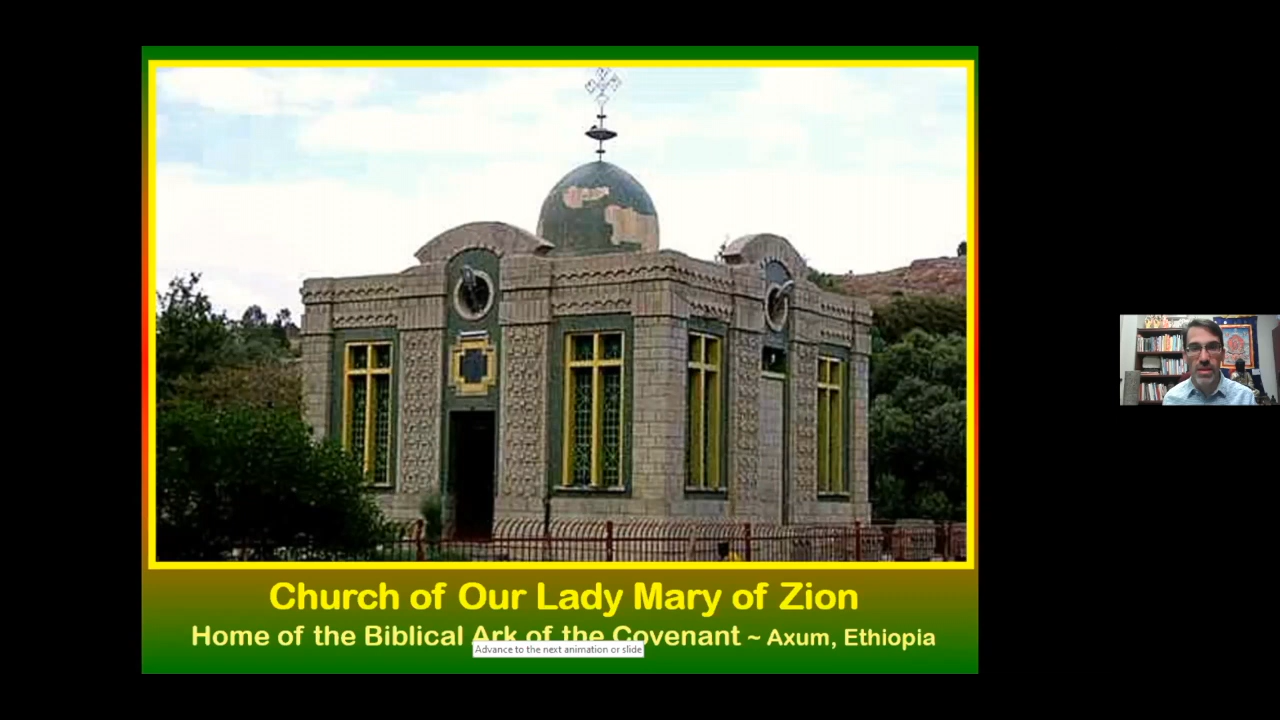 Church of Our Lady Mary of Zion
Home of the Biblical Ark of the Covenant ~ Axum, Ethiopia
Advance to the next animation or slide